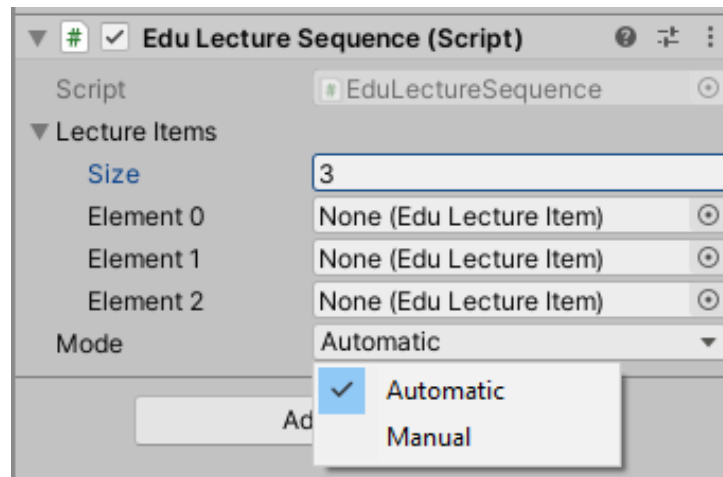 # Edu Lecture Sequence (Script)
Script # EduLectureSequence
Lecture Items
Size 3
Element 0 None (Edu Lecture Item)
Element 1 None (Edu Lecture Item)
Element 2 None (Edu Lecture Item)
Mode Automatic
Automatic
Ad
Manual